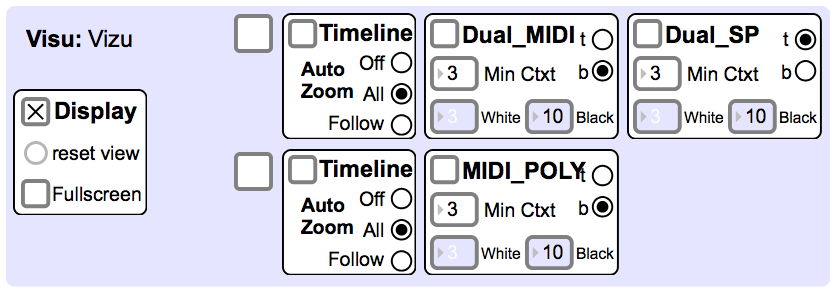 Visu: Vizu
Display
reset view
Fullscreen
Timeline
Auto Zoom
Off
All
Follow
Dual_MIDI t
3 Min Ctxt b
3 White 10 Black
Dual_SP t
3 Min Ctxt b
3 White 10 Black
Timeline
Auto Zoom
Off
All
Follow
MIDI_POLY t
3 Min Ctxt b
3 White 10 Black